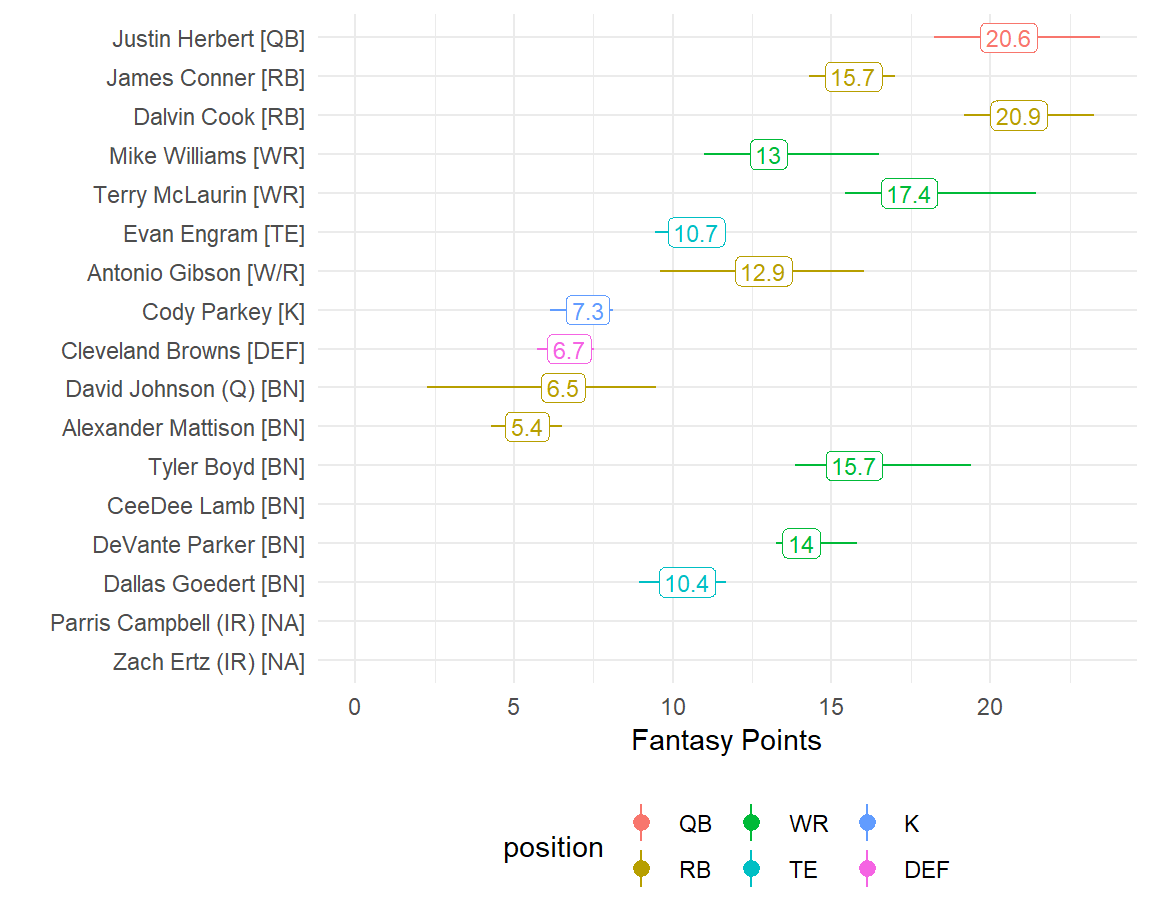 Justin Herbert [QB] 20.6
James Conner [RB] 15.7
Dalvin Cook [RB] 20.9
Mike Williams [WR] 13
Terry McLaurin [WR] 17.4
Evan Engram [TE] 10.7
Antonio Gibson [W/R] 12.9
Cody Parkey [K] 7.3
Cleveland Browns [DEF] 6.7
David Johnson (Q) [BN] 6.5
Alexander Mattison [BN] 5.4
Tyler Boyd [BN] 15.7
CeeDee Lamb [BN]
DeVante Parker [BN] 14
Dallas Goedert [BN] 10.4
Parris Campbell (IR) [NA]
Zach Ertz (IR) [NA]
0 5 10 15 20
Fantasy Points
position
QB WR K
RB TE DEF